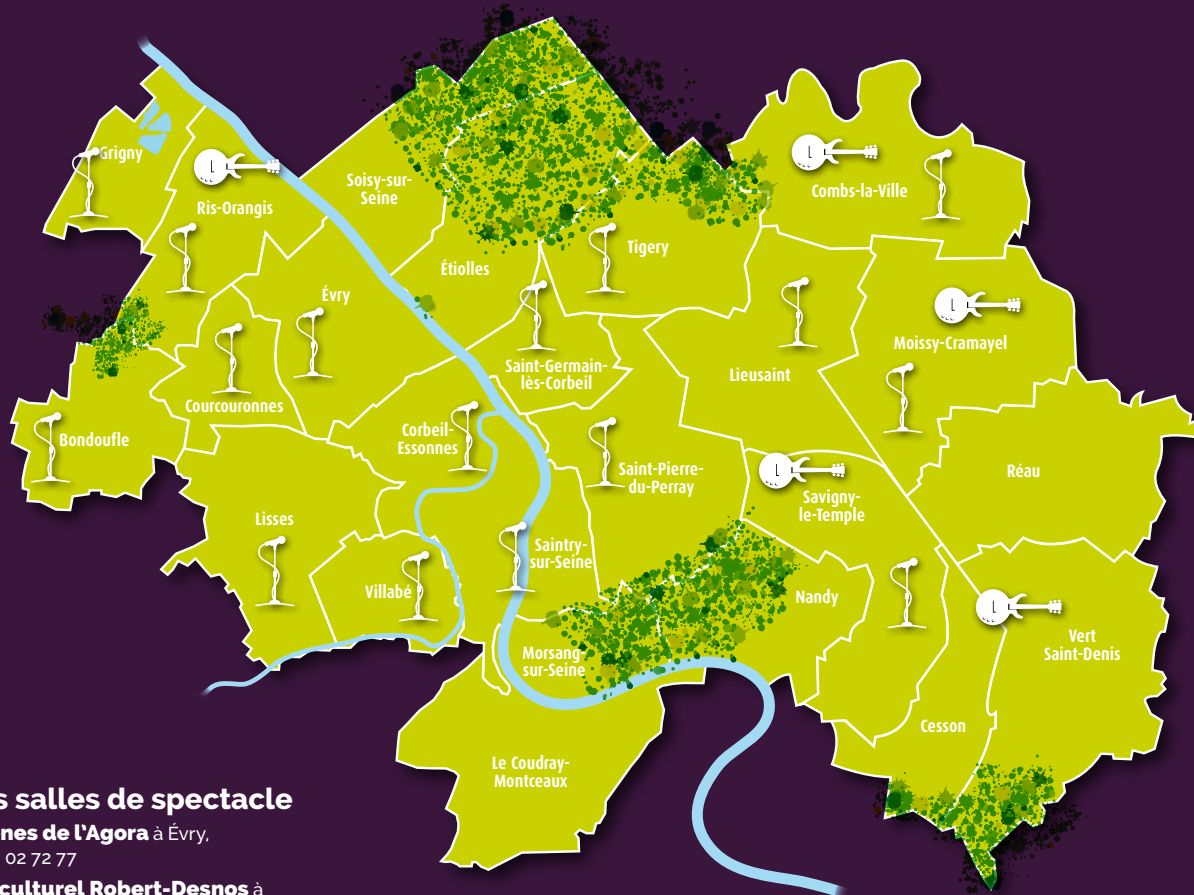 Grigny
Ris-Orangis
Soisy-sur-
Seine
Combs-la-Ville
Étiolles
Tigery
Évry
Moissy-Cramayel
Saint-Germain-
lès-Corbeil
Lieusaint
Courcouronnes
Bondoufle
Corbeil-
Essonnes
Saint-Pierre-
du-Perray
Réau
Savigny-
le-Temple
Lisses
Saintry-
sur-Seine
Villabé
Nandy
Vert
Saint-Denis
Morsang-
sur-Seine
Cesson
Le Coudray-
Montceaux
salles de spectacle
de l'Agora à Évry,
02 72 77
culturel Robert-Desnos à